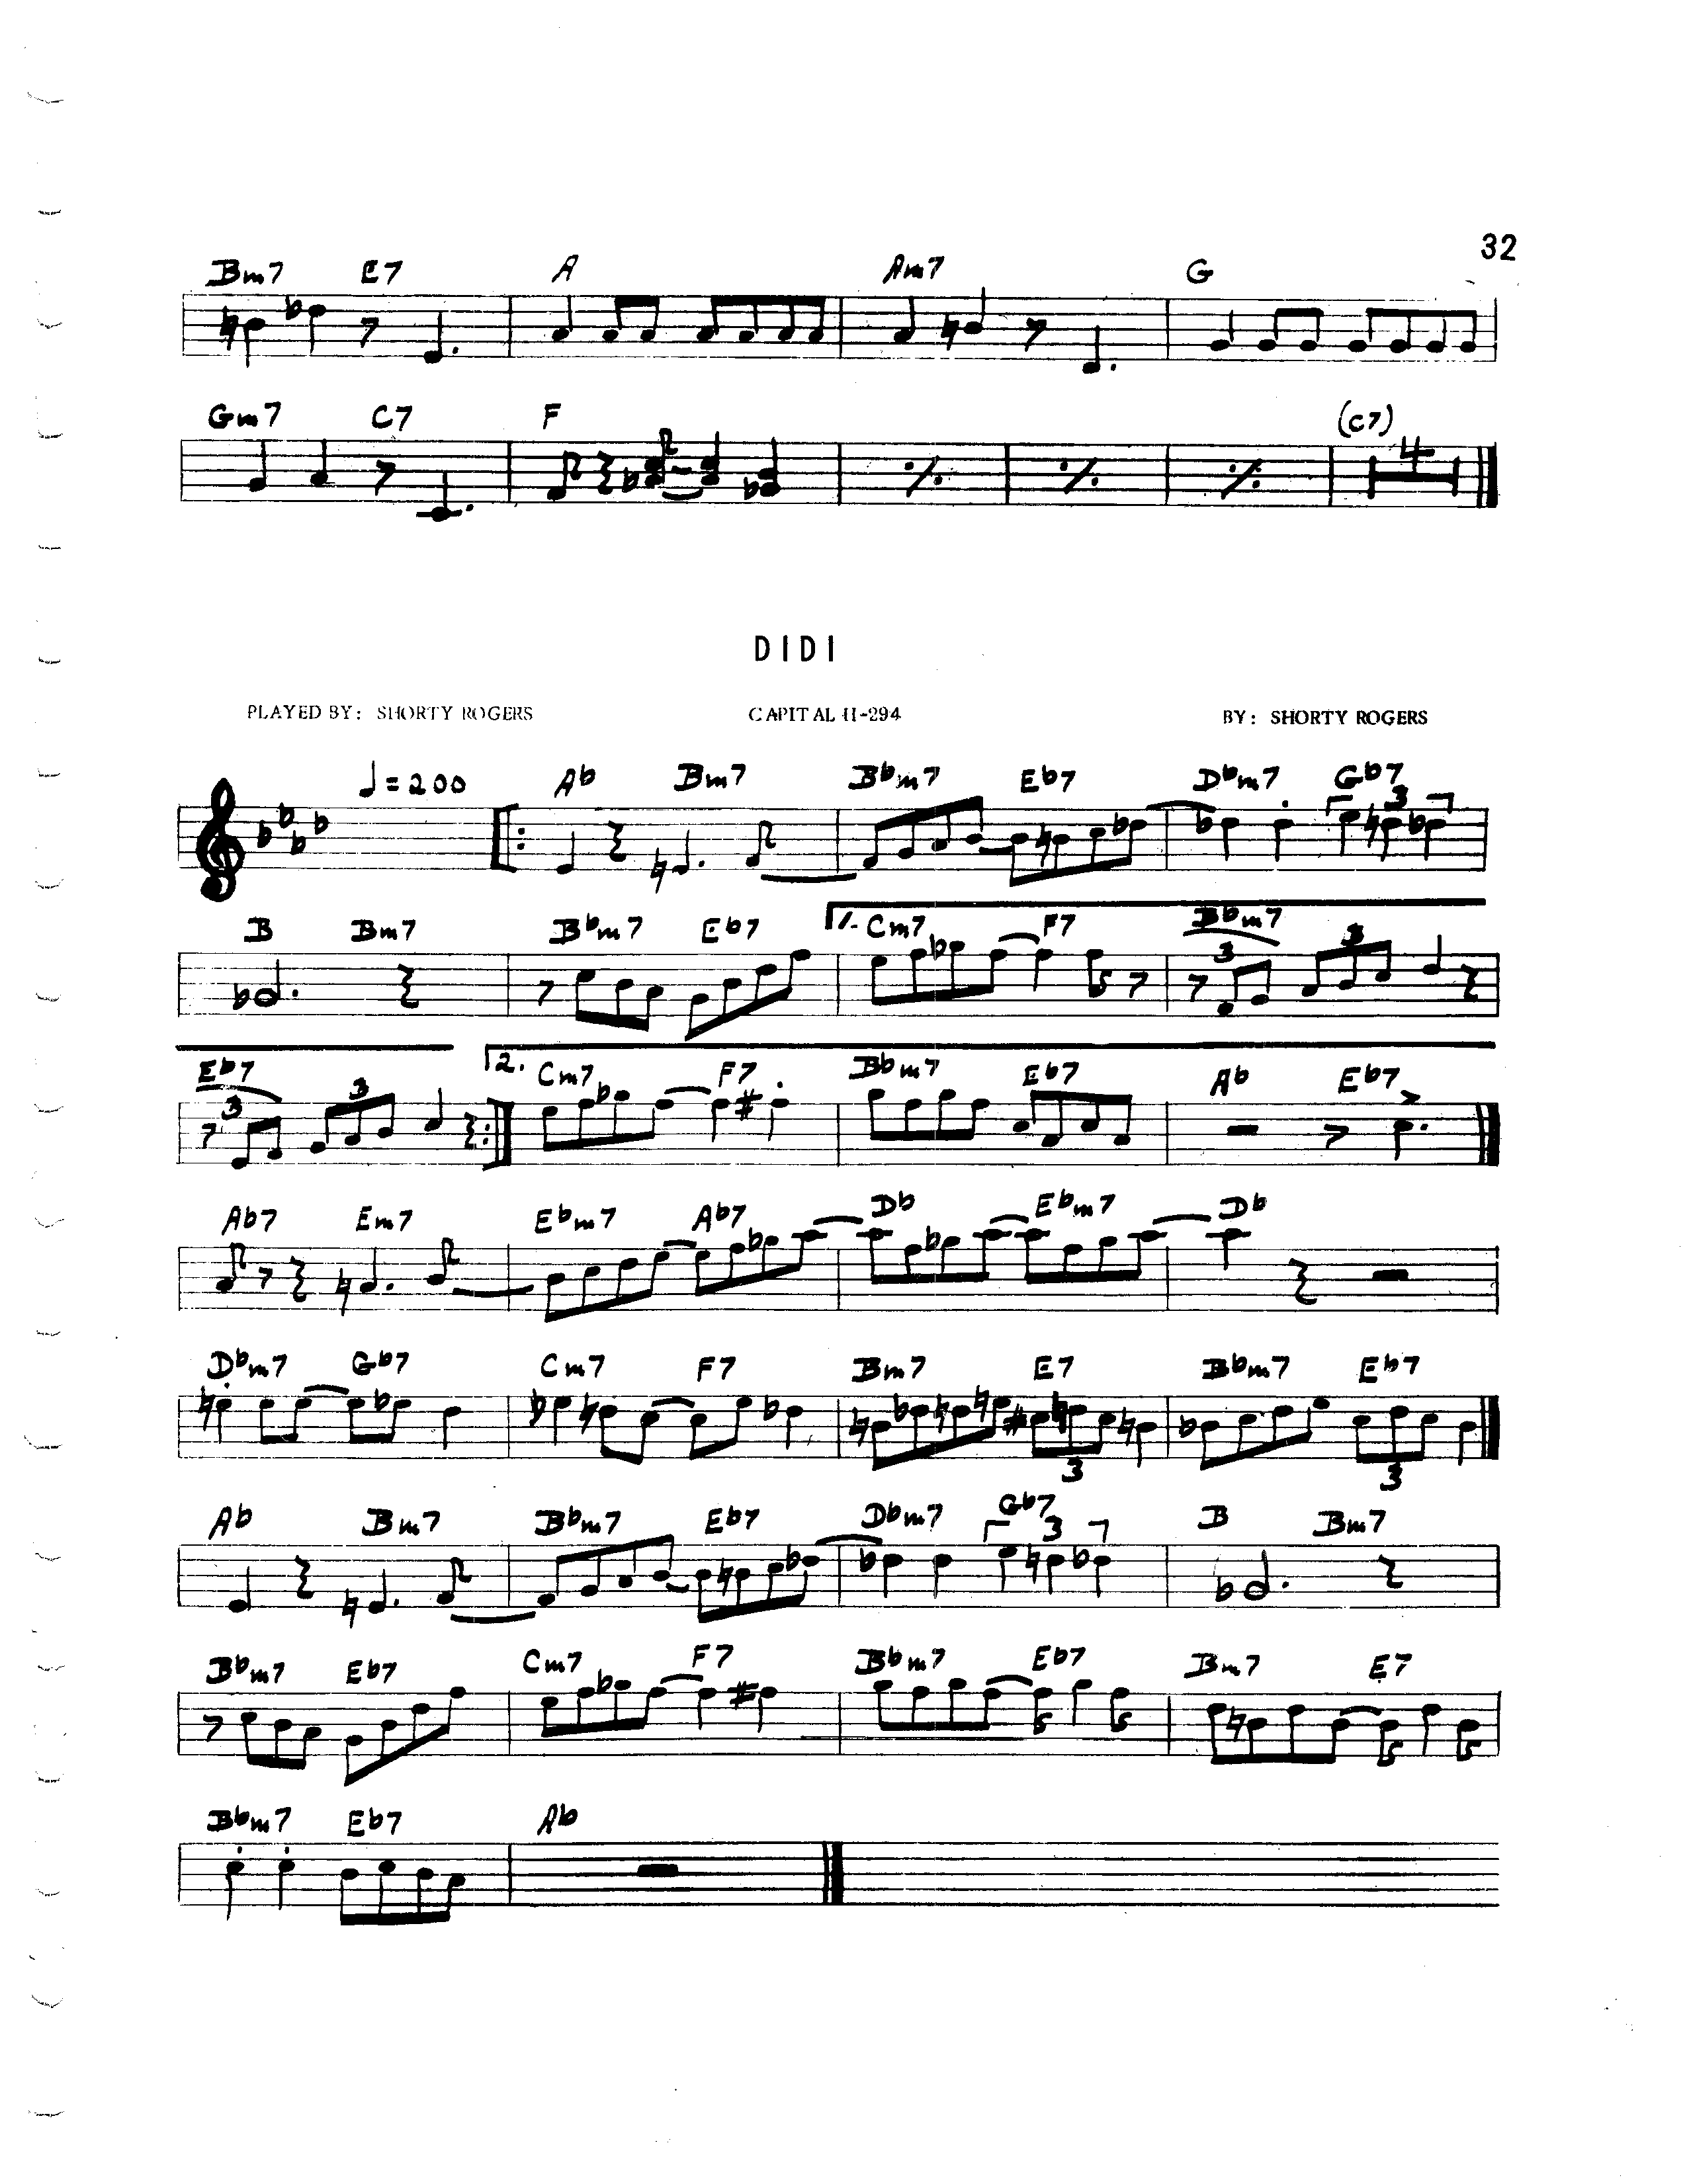 32
Bm7 E7 A Am7 G
Gm7 C7 F (C7)
4
DIDI
PLAYED BY: SHORTY ROGERS CAPITAL H-294 BY: SHORTY ROGERS
♩=200 Ab Bm7 Bbm7 Eb7 Dbm7 Gb7
3
B Bm7 Bbm7 Eb7 1. Cm7 F7 Bbm7
3 3
Eb7 2. Cm7 F7 Bbm7 Eb7 Ab Eb7
3 3
Ab7 Em7 Ebm7 Ab7 Db Ebm7 Db
Dbm7 Gb7 Cm7 F7 Bm7 E7 Bbm7 Eb7
3 3
Ab Bm7 Bbm7 Eb7 Dbm7 Gb7 B Bm7
3
Bbm7 Eb7 Cm7 F7 Bbm7 Eb7 Bm7 E7
Bbm7 Eb7 Ab